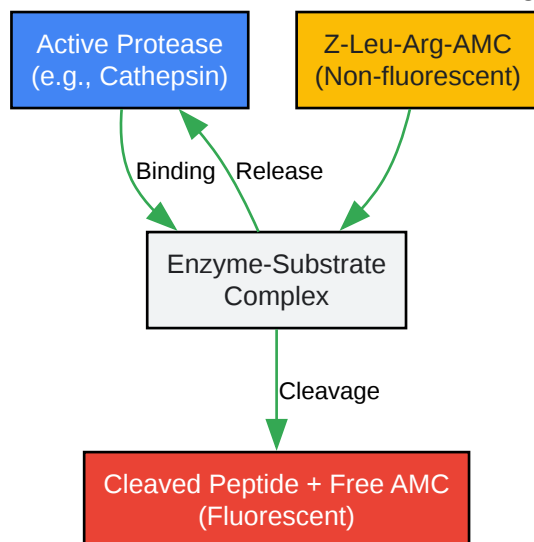 Active Protease
(e.g., Cathepsin)
Z-Leu-Arg-AMC
(Non-fluorescent)
Binding
Release
Enzyme-Substrate
Complex
Cleavage
Cleaved Peptide + Free AMC
(Fluorescent)